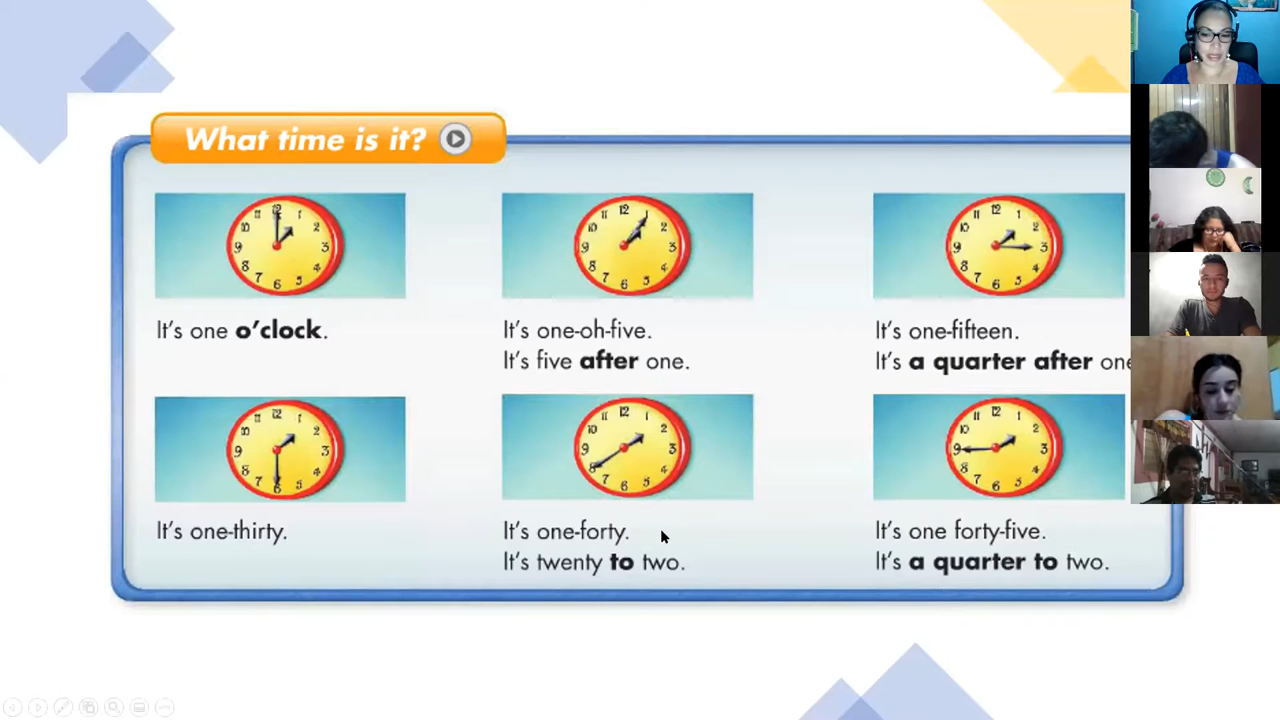 What time is it?
It's one o'clock.
It's one-oh-five.
It's five after one.
It's one-fifteen.
It's a quarter after one
It's one-thirty.
It's one-forty.
It's twenty to two.
It's one forty-five.
It's a quarter to two.